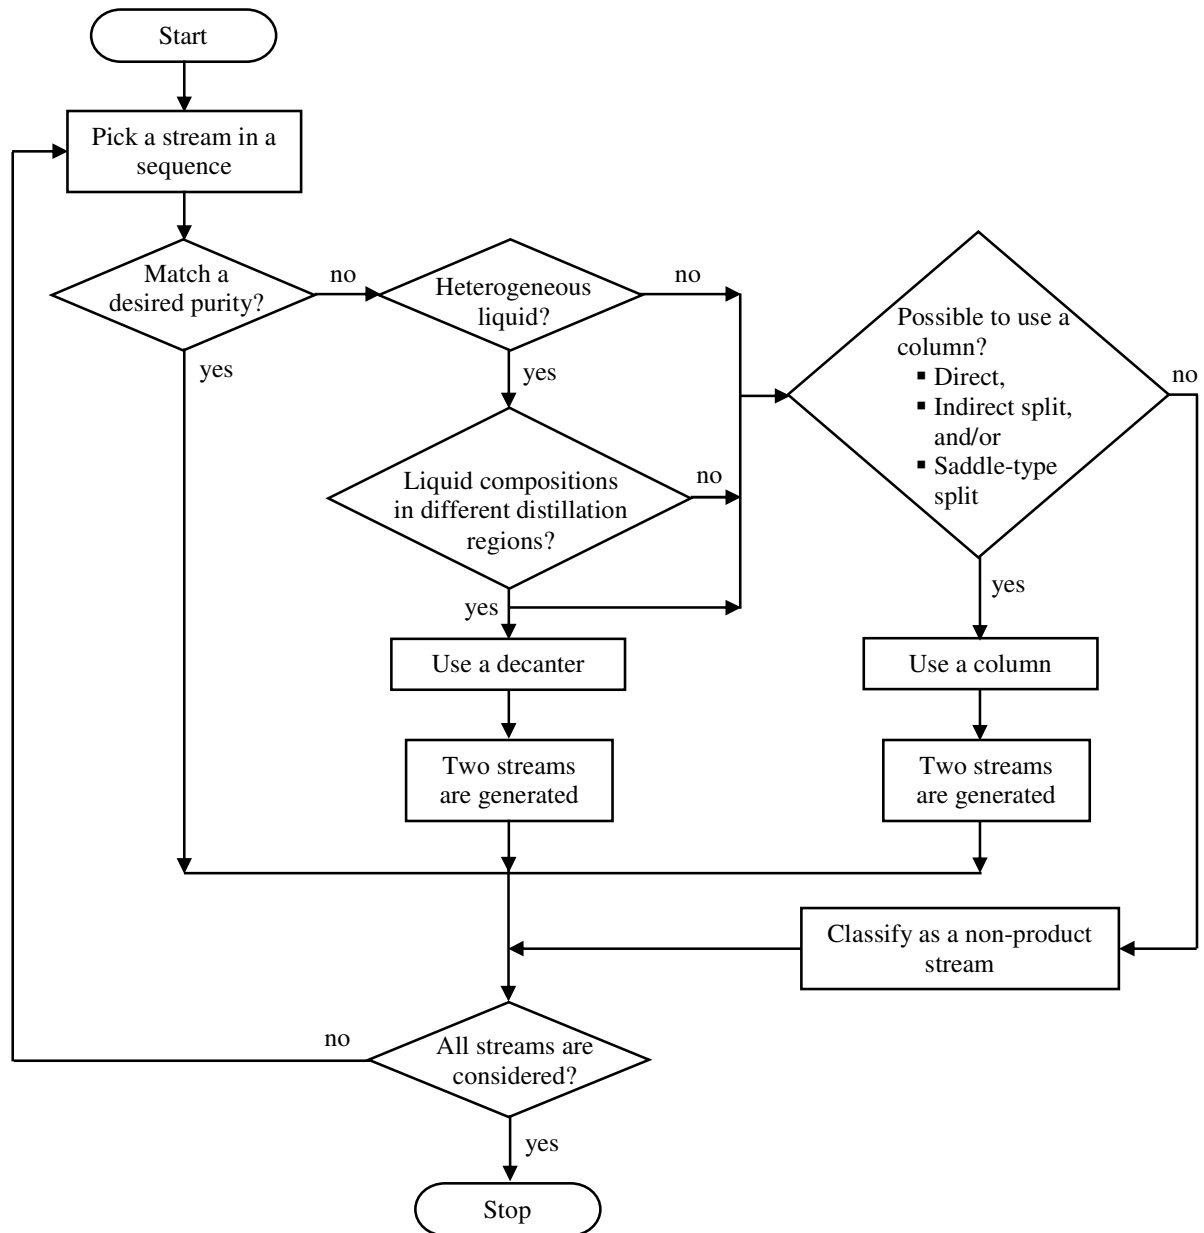 Start
Pick a stream in a
sequence
Match a
desired purity?
no
yes
Heterogeneous
liquid?
no
yes
Possible to use a
column?
▪ Direct,
▪ Indirect split,
and/or
▪ Saddle-type
split
no
yes
Liquid compositions
in different distillation
regions?
no
yes
Use a decanter
Use a column
Two streams
are generated
Two streams
are generated
Classify as a non-product
stream
All streams are
considered?
no
yes
Stop